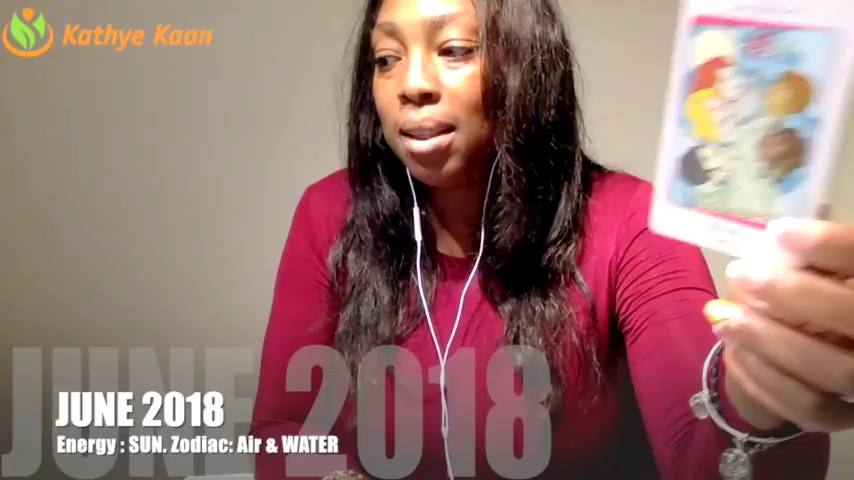 Kathye Kaan
JUNE 2018
JUNE 2018
Energy : SUN. Zodiac: Air & WATER